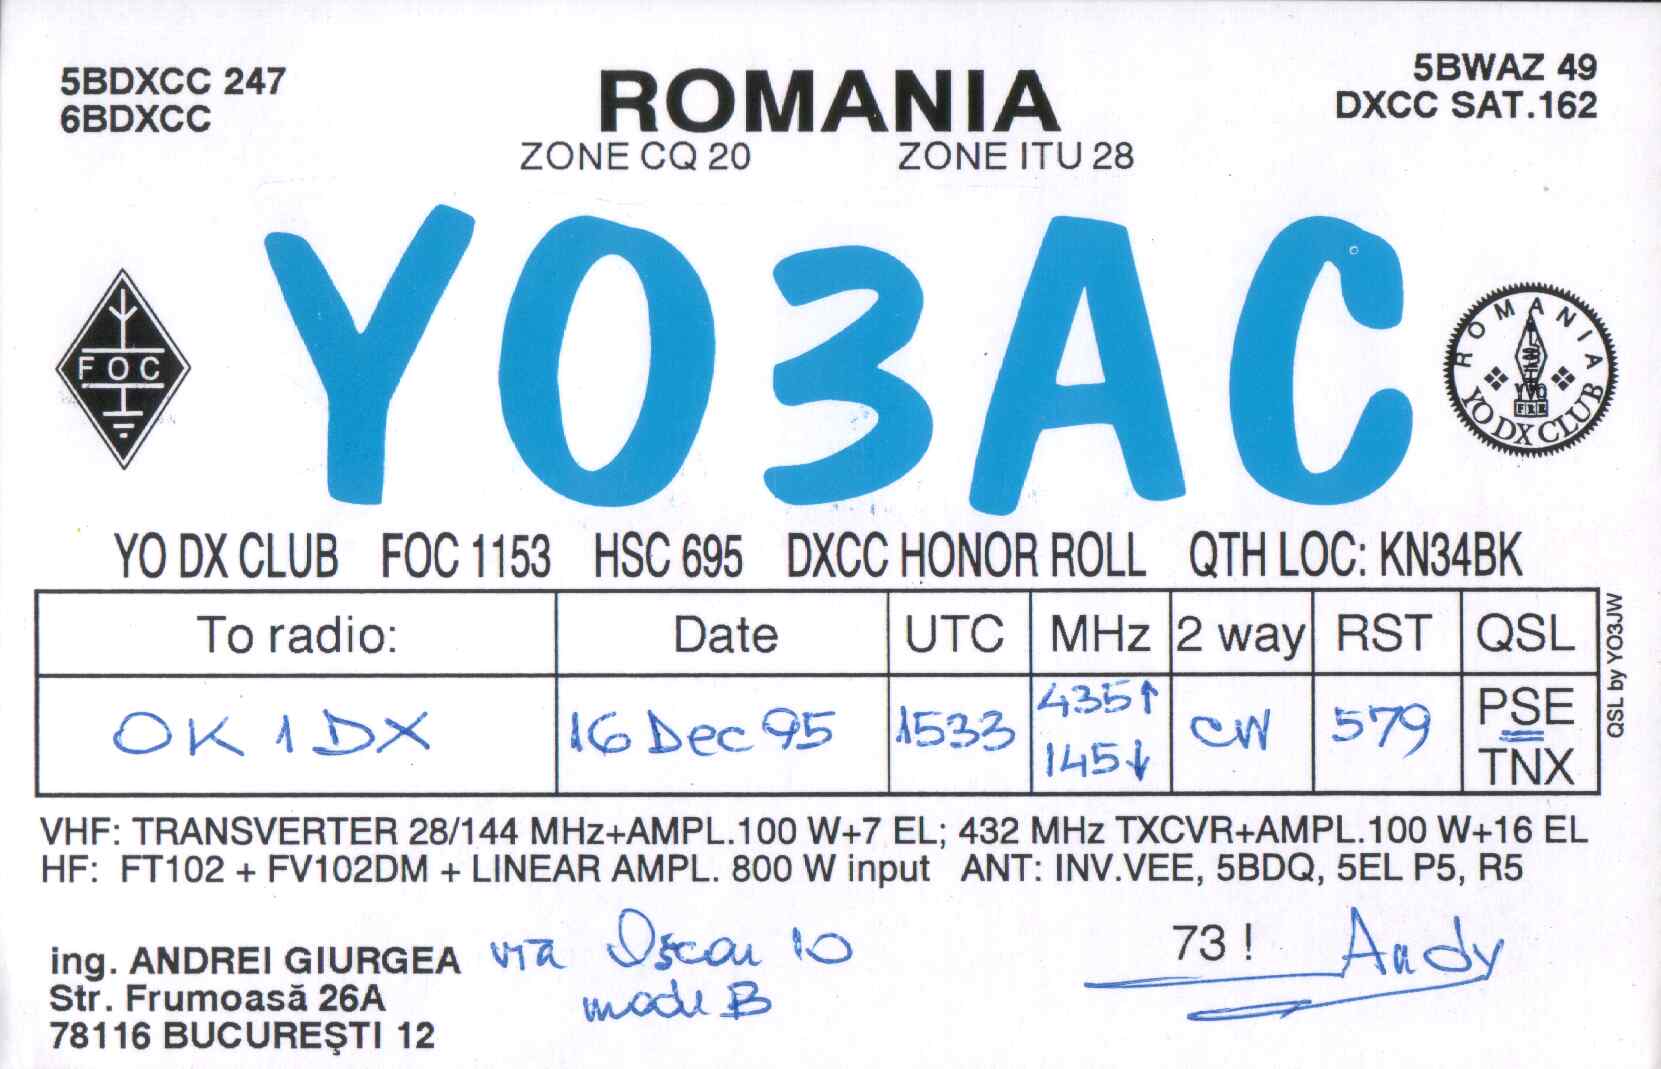 5BDXCC 247
6BDXCC
ROMANIA
ZONE CQ 20 ZONE ITU 28
5BWAZ 49
DXCC SAT.162
YO3AC
FOC
ROMANIA
YO
FRR
YO DX CLUB
YO DX CLUB FOC 1153 HSC 695 DXCC HONOR ROLL QTH LOC: KN34BK
To radio: Date UTC MHz 2 way RST QSL
OK1DX 16 Dec 95 1533 435↑ CW 579 PSE
145↓ TNX
QSL by YO3JW
VHF: TRANSVERTER 28/144 MHz+AMPL.100 W+7 EL; 432 MHz TXCVR+AMPL.100 W+16 EL
HF: FT102 + FV102DM + LINEAR AMPL. 800 W input ANT: INV.VEE, 5BDQ, 5EL P5, R5
ing. ANDREI GIURGEA
Str. Frumoasă 26A
78116 BUCUREŞTI 12
via Oscar 10
mode B
73 ! Andy